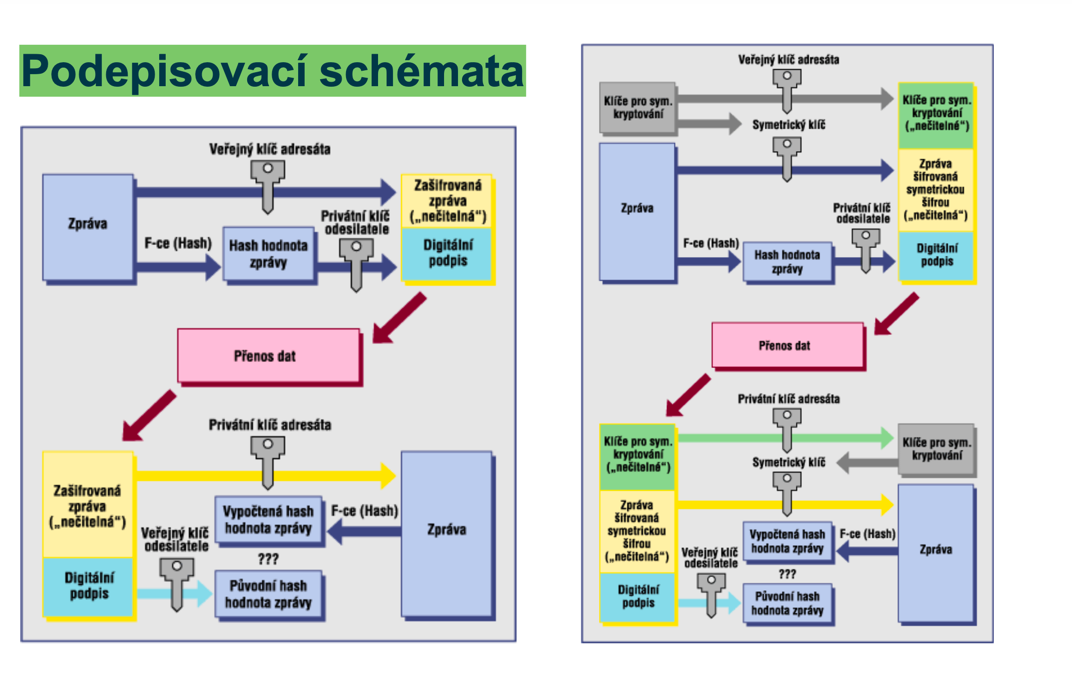 Podepisovací schémata
Veřejný klíč adresáta
Zpráva
Zašifrovaná
zpráva
(„nečitelná“)
Privátní klíč
odesilatele
F-ce (Hash)
Hash hodnota
zprávy
Digitální
podpis
Přenos dat
Privátní klíč adresáta
Zašifrovaná
zpráva
(„nečitelná“)
Vypočtená hash
hodnota zprávy
F-ce (Hash)
Zpráva
Veřejný klíč
odesilatele
???
Digitální
podpis
Původní hash
hodnota zprávy
Veřejný klíč adresáta
Klíče pro sym.
kryptování
Klíče pro sym.
kryptování
(„nečitelné“)
Symetrický klíč
Zpráva
Zpráva
šifrovaná
symetrickou
šifrou
(„nečitelná“)
Privátní klíč
odesilatele
F-ce (Hash)
Hash hodnota
zprávy
Digitální
podpis
Přenos dat
Privátní klíč adresáta
Klíče pro sym.
kryptování
(„nečitelné“)
Klíče pro sym.
kryptování
Symetrický klíč
Zpráva
šifrovaná
symetrickou
šifrou
(„nečitelná“)
Vypočtená hash
hodnota zprávy
F-ce (Hash)
Zpráva
Veřejný klíč
odesilatele
???
Digitální
podpis
Původní hash
hodnota zprávy